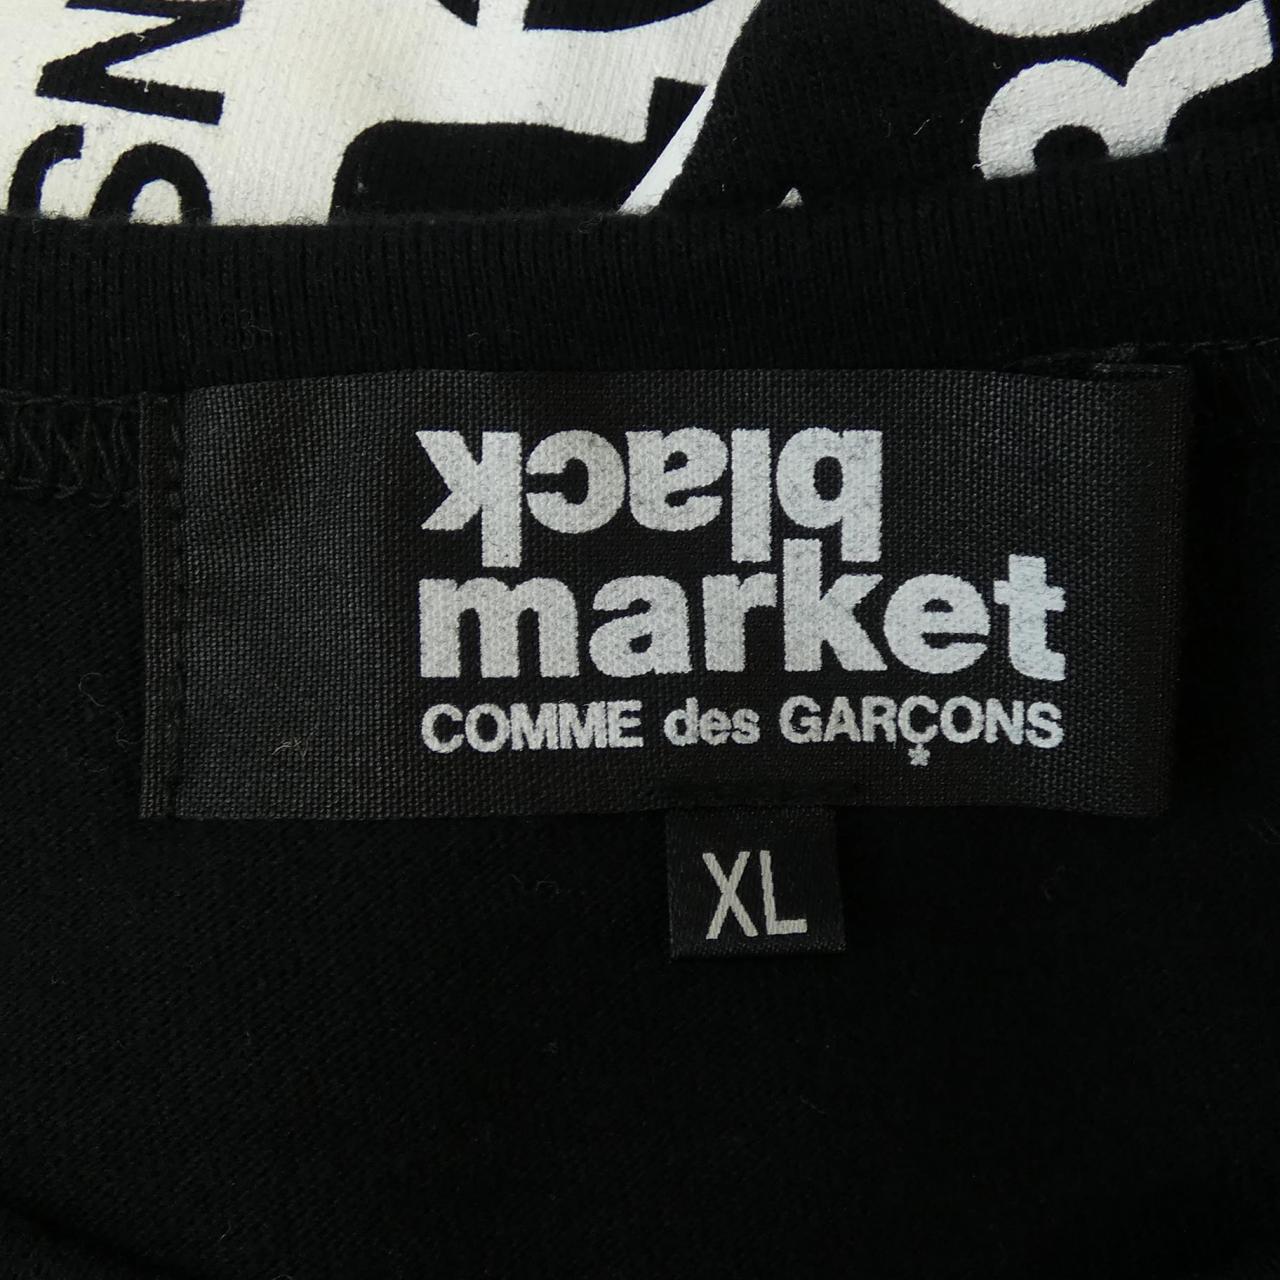 black
market
COMME des GARÇONS
XL